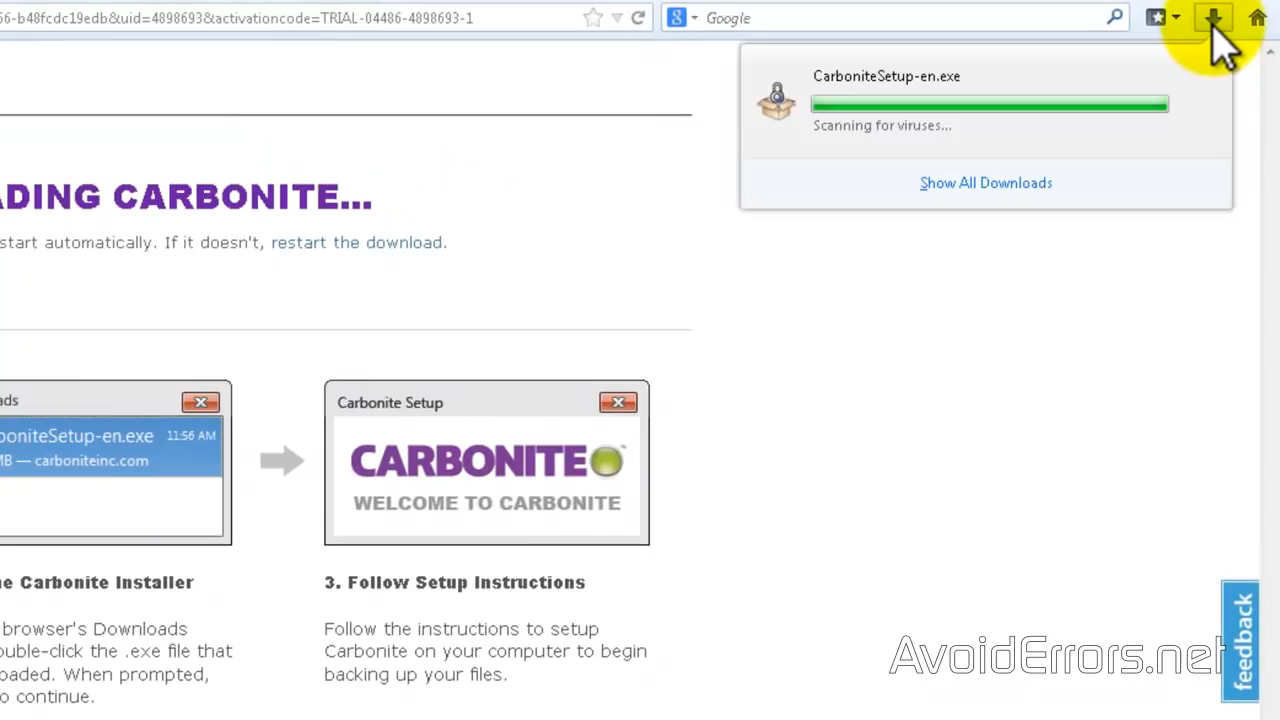 66-b48fcdc19edb&uid=4898693&activationcode=TRIAL-04486-4898693-1
Google
CarboniteSetup-en.exe
Scanning for viruses...
Show All Downloads
ADING CARBONITE...
start automatically. If it doesn't, restart the download.
ads
boniteSetup-en.exe 11:56 AM
MB — carboniteinc.com
Carbonite Setup
CARBONITE
WELCOME TO CARBONITE
he Carbonite Installer
browser's Downloads
ouble-click the .exe file that
loaded. When prompted,
o continue.
3. Follow Setup Instructions
Follow the instructions to setup
Carbonite on your computer to begin
backing up your files.
feedback
AvoidErrors.net